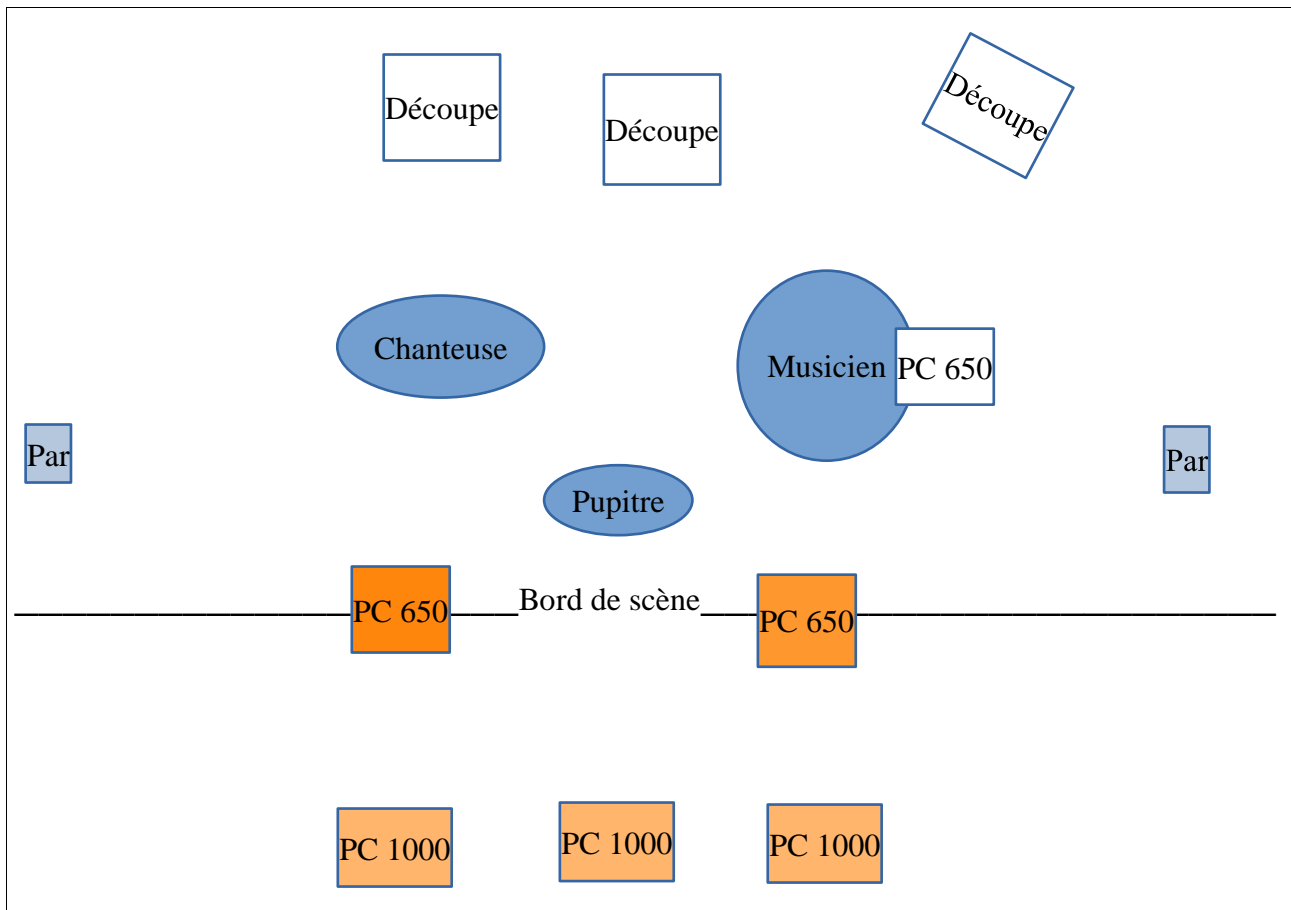 Découpe
Découpe
Découpe
Chanteuse
Musicien
PC 650
Par
Par
Pupitre
PC 650
Bord de scène
PC 650
PC 1000
PC 1000
PC 1000